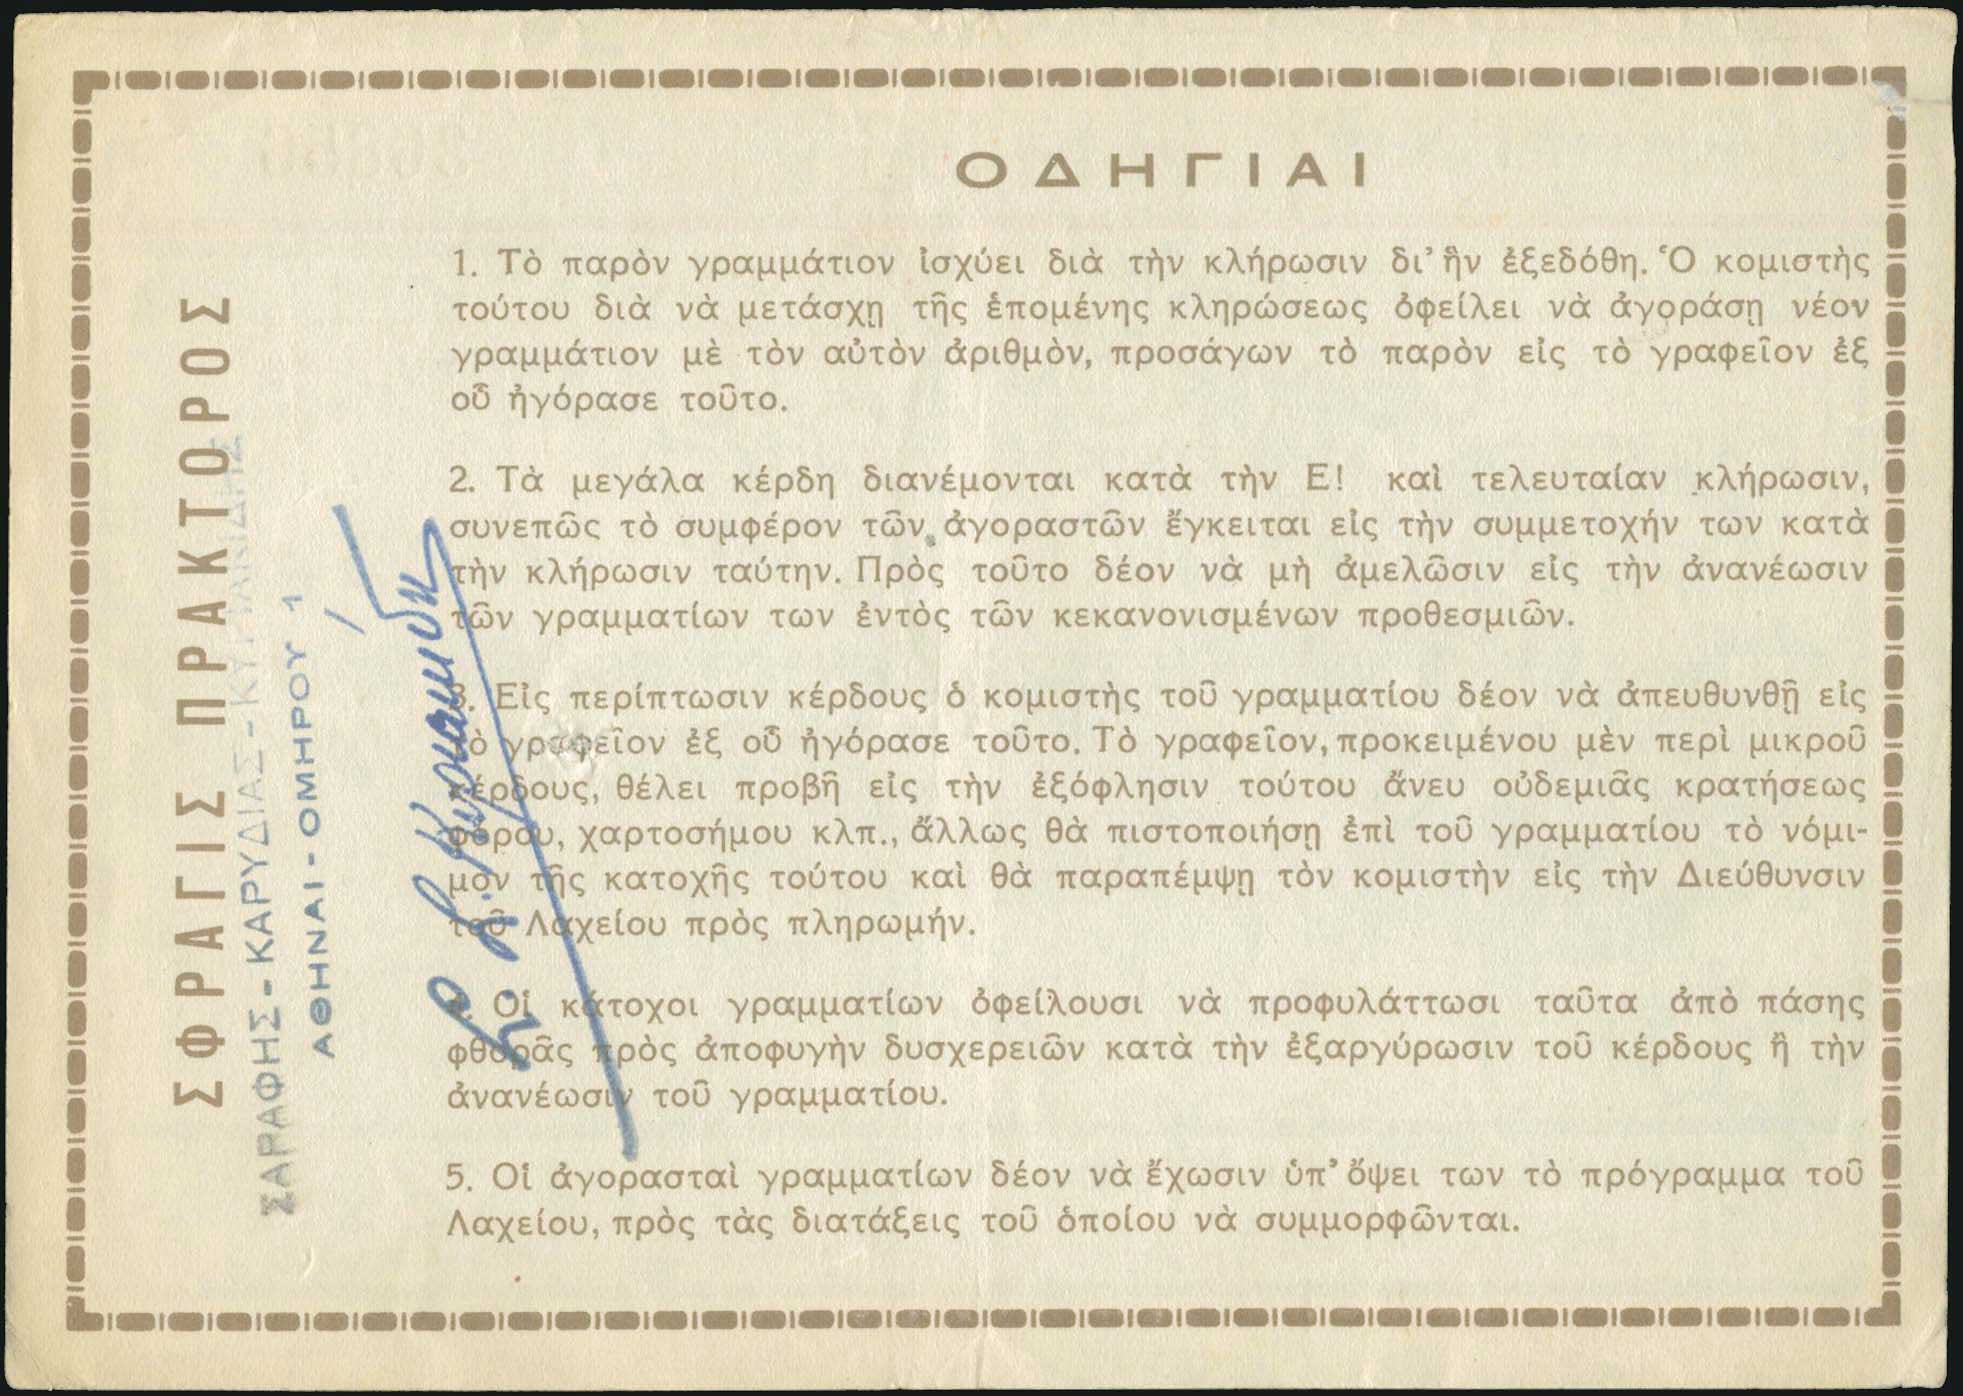 ΟΔΗΓΙΑΙ
1. Τὸ παρὸν γραμμάτιον ἰσχύει διὰ τὴν κλήρωσιν δι' ἣν ἐξεδόθη. Ὁ κομιστὴς
τούτου διὰ νὰ μετάσχῃ τῆς ἑπομένης κληρώσεως ὀφείλει νὰ ἀγοράσῃ νέον
γραμμάτιον μὲ τὸν αὐτὸν ἀριθμὸν, προσάγων τὸ παρὸν εἰς τὸ γραφεῖον ἐξ
οὗ ἠγόρασε τοῦτο.
2. Τὰ μεγάλα κέρδη διανέμονται κατὰ τὴν Ε! καὶ τελευταίαν κλήρωσιν,
συνεπῶς τὸ συμφέρον τῶν ἀγοραστῶν ἔγκειται εἰς τὴν συμμετοχήν των κατὰ
τὴν κλήρωσιν ταύτην. Πρὸς τοῦτο δέον νὰ μὴ ἀμελῶσιν εἰς τὴν ἀνανέωσιν
τῶν γραμματίων των ἐντὸς τῶν κεκανονισμένων προθεσμιῶν.
3. Εἰς περίπτωσιν κέρδους ὁ κομιστὴς τοῦ γραμματίου δέον νὰ ἀπευθυνθῇ εἰς
τὸ γραφεῖον ἐξ οὗ ἠγόρασε τοῦτο. Τὸ γραφεῖον, προκειμένου μὲν περὶ μικροῦ
κέρδους, θέλει προβῆ εἰς τὴν ἐξόφλησιν τούτου ἄνευ οὐδεμιᾶς κρατήσεως
φόρου, χαρτοσήμου κλπ., ἄλλως θὰ πιστοποιήσῃ ἐπὶ τοῦ γραμματίου τὸ νόμι-
μον τῆς κατοχῆς τούτου καὶ θὰ παραπέμψῃ τὸν κομιστὴν εἰς τὴν Διεύθυνσιν
τοῦ Λαχείου πρὸς πληρωμήν.
4. Οἱ κάτοχοι γραμματίων ὀφείλουσι νὰ προφυλάττωσι ταῦτα ἀπὸ πάσης
φθορᾶς πρὸς ἀποφυγὴν δυσχερειῶν κατὰ τὴν ἐξαργύρωσιν τοῦ κέρδους ἢ τὴν
ἀνανέωσιν τοῦ γραμματίου.
5. Οἱ ἀγορασταὶ γραμματίων δέον νὰ ἔχωσιν ὑπ' ὄψει των τὸ πρόγραμμα τοῦ
Λαχείου, πρὸς τὰς διατάξεις τοῦ ὁποίου νὰ συμμορφῶνται.
ΣΦΡΑΓΙΣ ΠΡΑΚΤΟΡΟΣ
ΣΑΡΑΦΗΣ - ΚΑΡΥΔΙΑΣ -
ΑΘΗΝΑΙ - ΟΜΗΡΟΥ 1